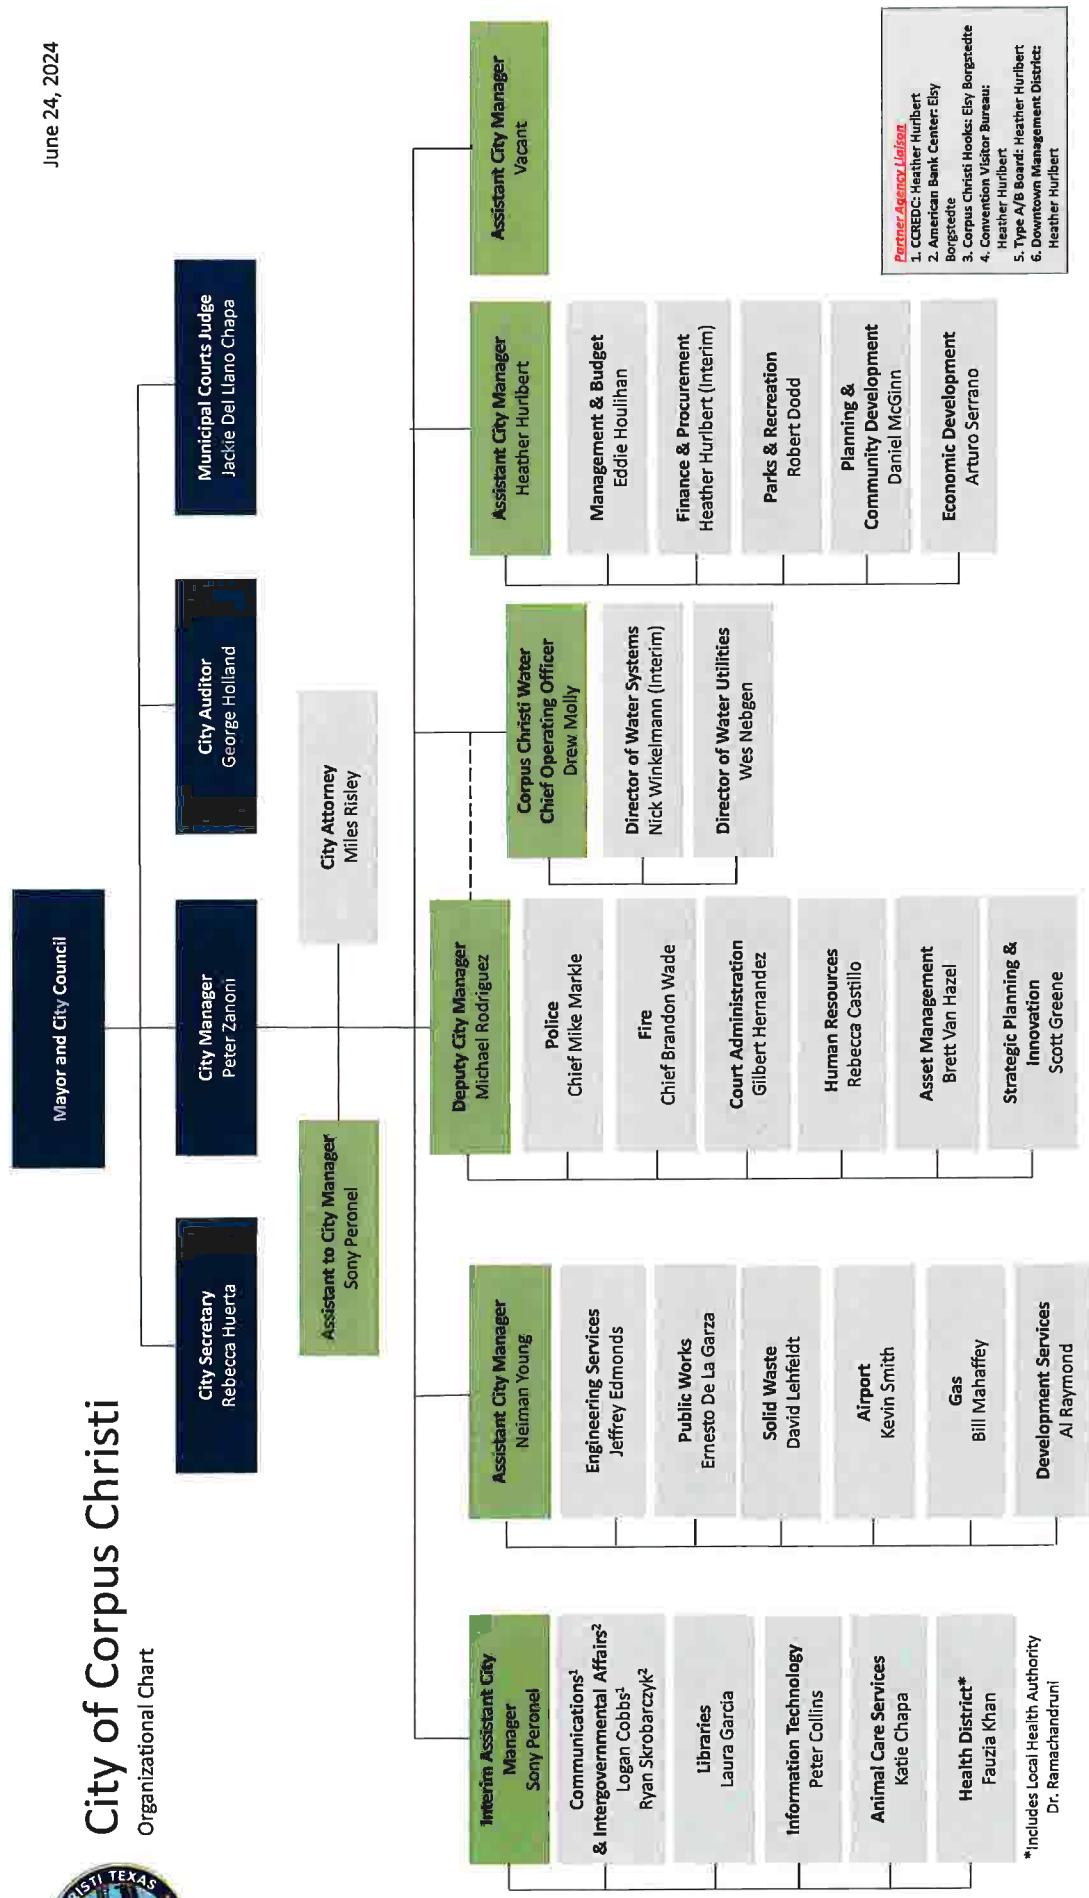 RISTI TEXAS
City of Corpus Christi
Organizational Chart
June 24, 2024
Mayor and City Council
City Secretary
Rebecca Huerta
City Manager
Peter Zanoni
City Auditor
George Holland
Municipal Courts Judge
Jackie Del Llano Chapa
Assistant to City Manager
Sony Peronel
City Attorney
Miles Risley
Interim Assistant City
Manager
Sony Peronel
Communications¹
& Intergovernmental Affairs²
Logan Cobbs¹
Ryan Skrobarczyk²
Libraries
Laura Garcia
Information Technology
Peter Collins
Animal Care Services
Katie Chapa
Health District*
Fauzia Khan
*Includes Local Health Authority
Dr. Ramachandruni
Assistant City Manager
Neiman Young
Engineering Services
Jeffrey Edmonds
Public Works
Ernesto De La Garza
Solid Waste
David Lehfeldt
Airport
Kevin Smith
Gas
Bill Mahaffey
Development Services
Al Raymond
Deputy City Manager
Michael Rodriguez
Police
Chief Mike Markle
Fire
Chief Brandon Wade
Court Administration
Gilbert Hernandez
Human Resources
Rebecca Castillo
Asset Management
Brett Van Hazel
Strategic Planning &
Innovation
Scott Greene
Corpus Christi Water
Chief Operating Officer
Drew Molly
Director of Water Systems
Nick Winkelmann (Interim)
Director of Water Utilities
Wes Nebgen
Assistant City Manager
Heather Hurlbert
Management & Budget
Eddie Houlihan
Finance & Procurement
Heather Hurlbert (Interim)
Parks & Recreation
Robert Dodd
Planning &
Community Development
Daniel McGinn
Economic Development
Arturo Serrano
Assistant City Manager
Vacant
Partner Agency Liaison
1. CCREDC: Heather Hurlbert
2. American Bank Center: Elsy
Borgstedte
3. Corpus Christi Hooks: Elsy Borgstedte
4. Convention Visitor Bureau:
Heather Hurlbert
5. Type A/B Board: Heather Hurlbert
6. Downtown Management District:
Heather Hurlbert